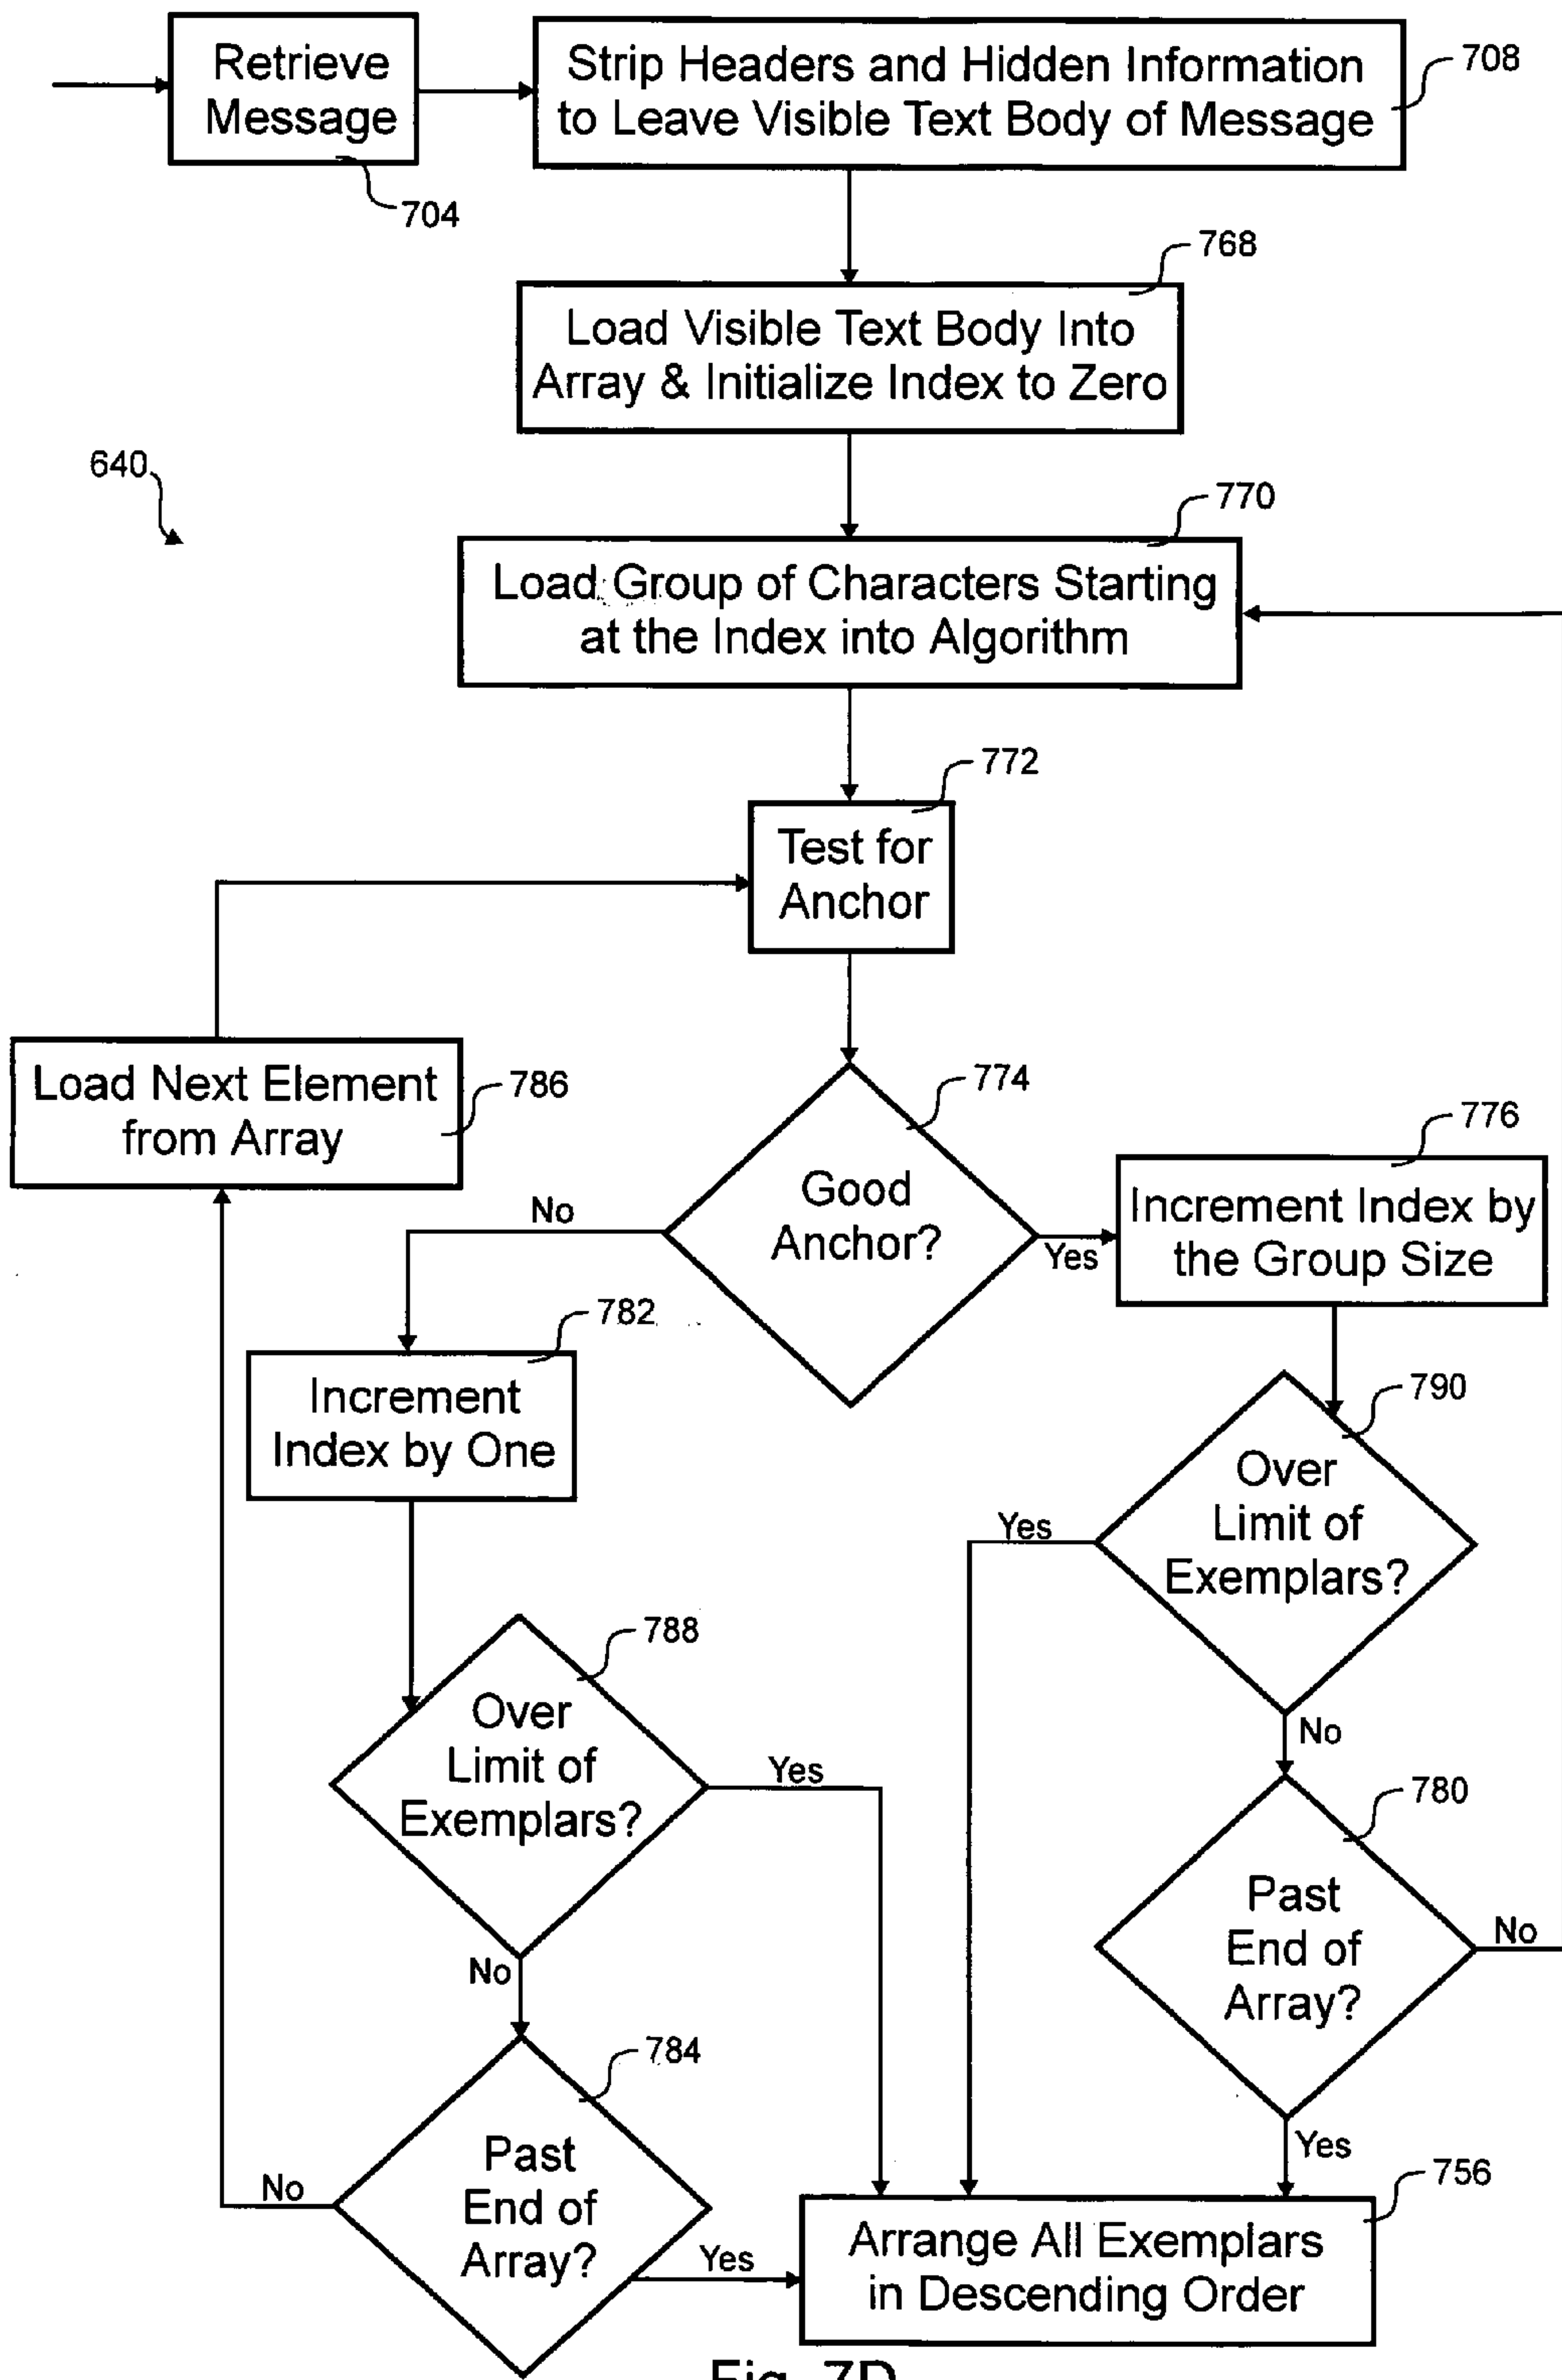 Retrieve
Message
704
Strip Headers and Hidden Information
to Leave Visible Text Body of Message
708
768
Load Visible Text Body Into
Array & Initialize Index to Zero
640
770
Load Group of Characters Starting
at the Index into Algorithm
772
Test for
Anchor
Load Next Element
from Array
786
774
Good
Anchor?
No
Yes
776
Increment Index by
the Group Size
782
Increment
Index by One
790
Over
Limit of
Exemplars?
Yes
No
788
Over
Limit of
Exemplars?
Yes
No
780
Past
End of
Array?
No
Yes
784
Past
End of
Array?
No
Yes
756
Arrange All Exemplars
in Descending Order
Fig. 7D